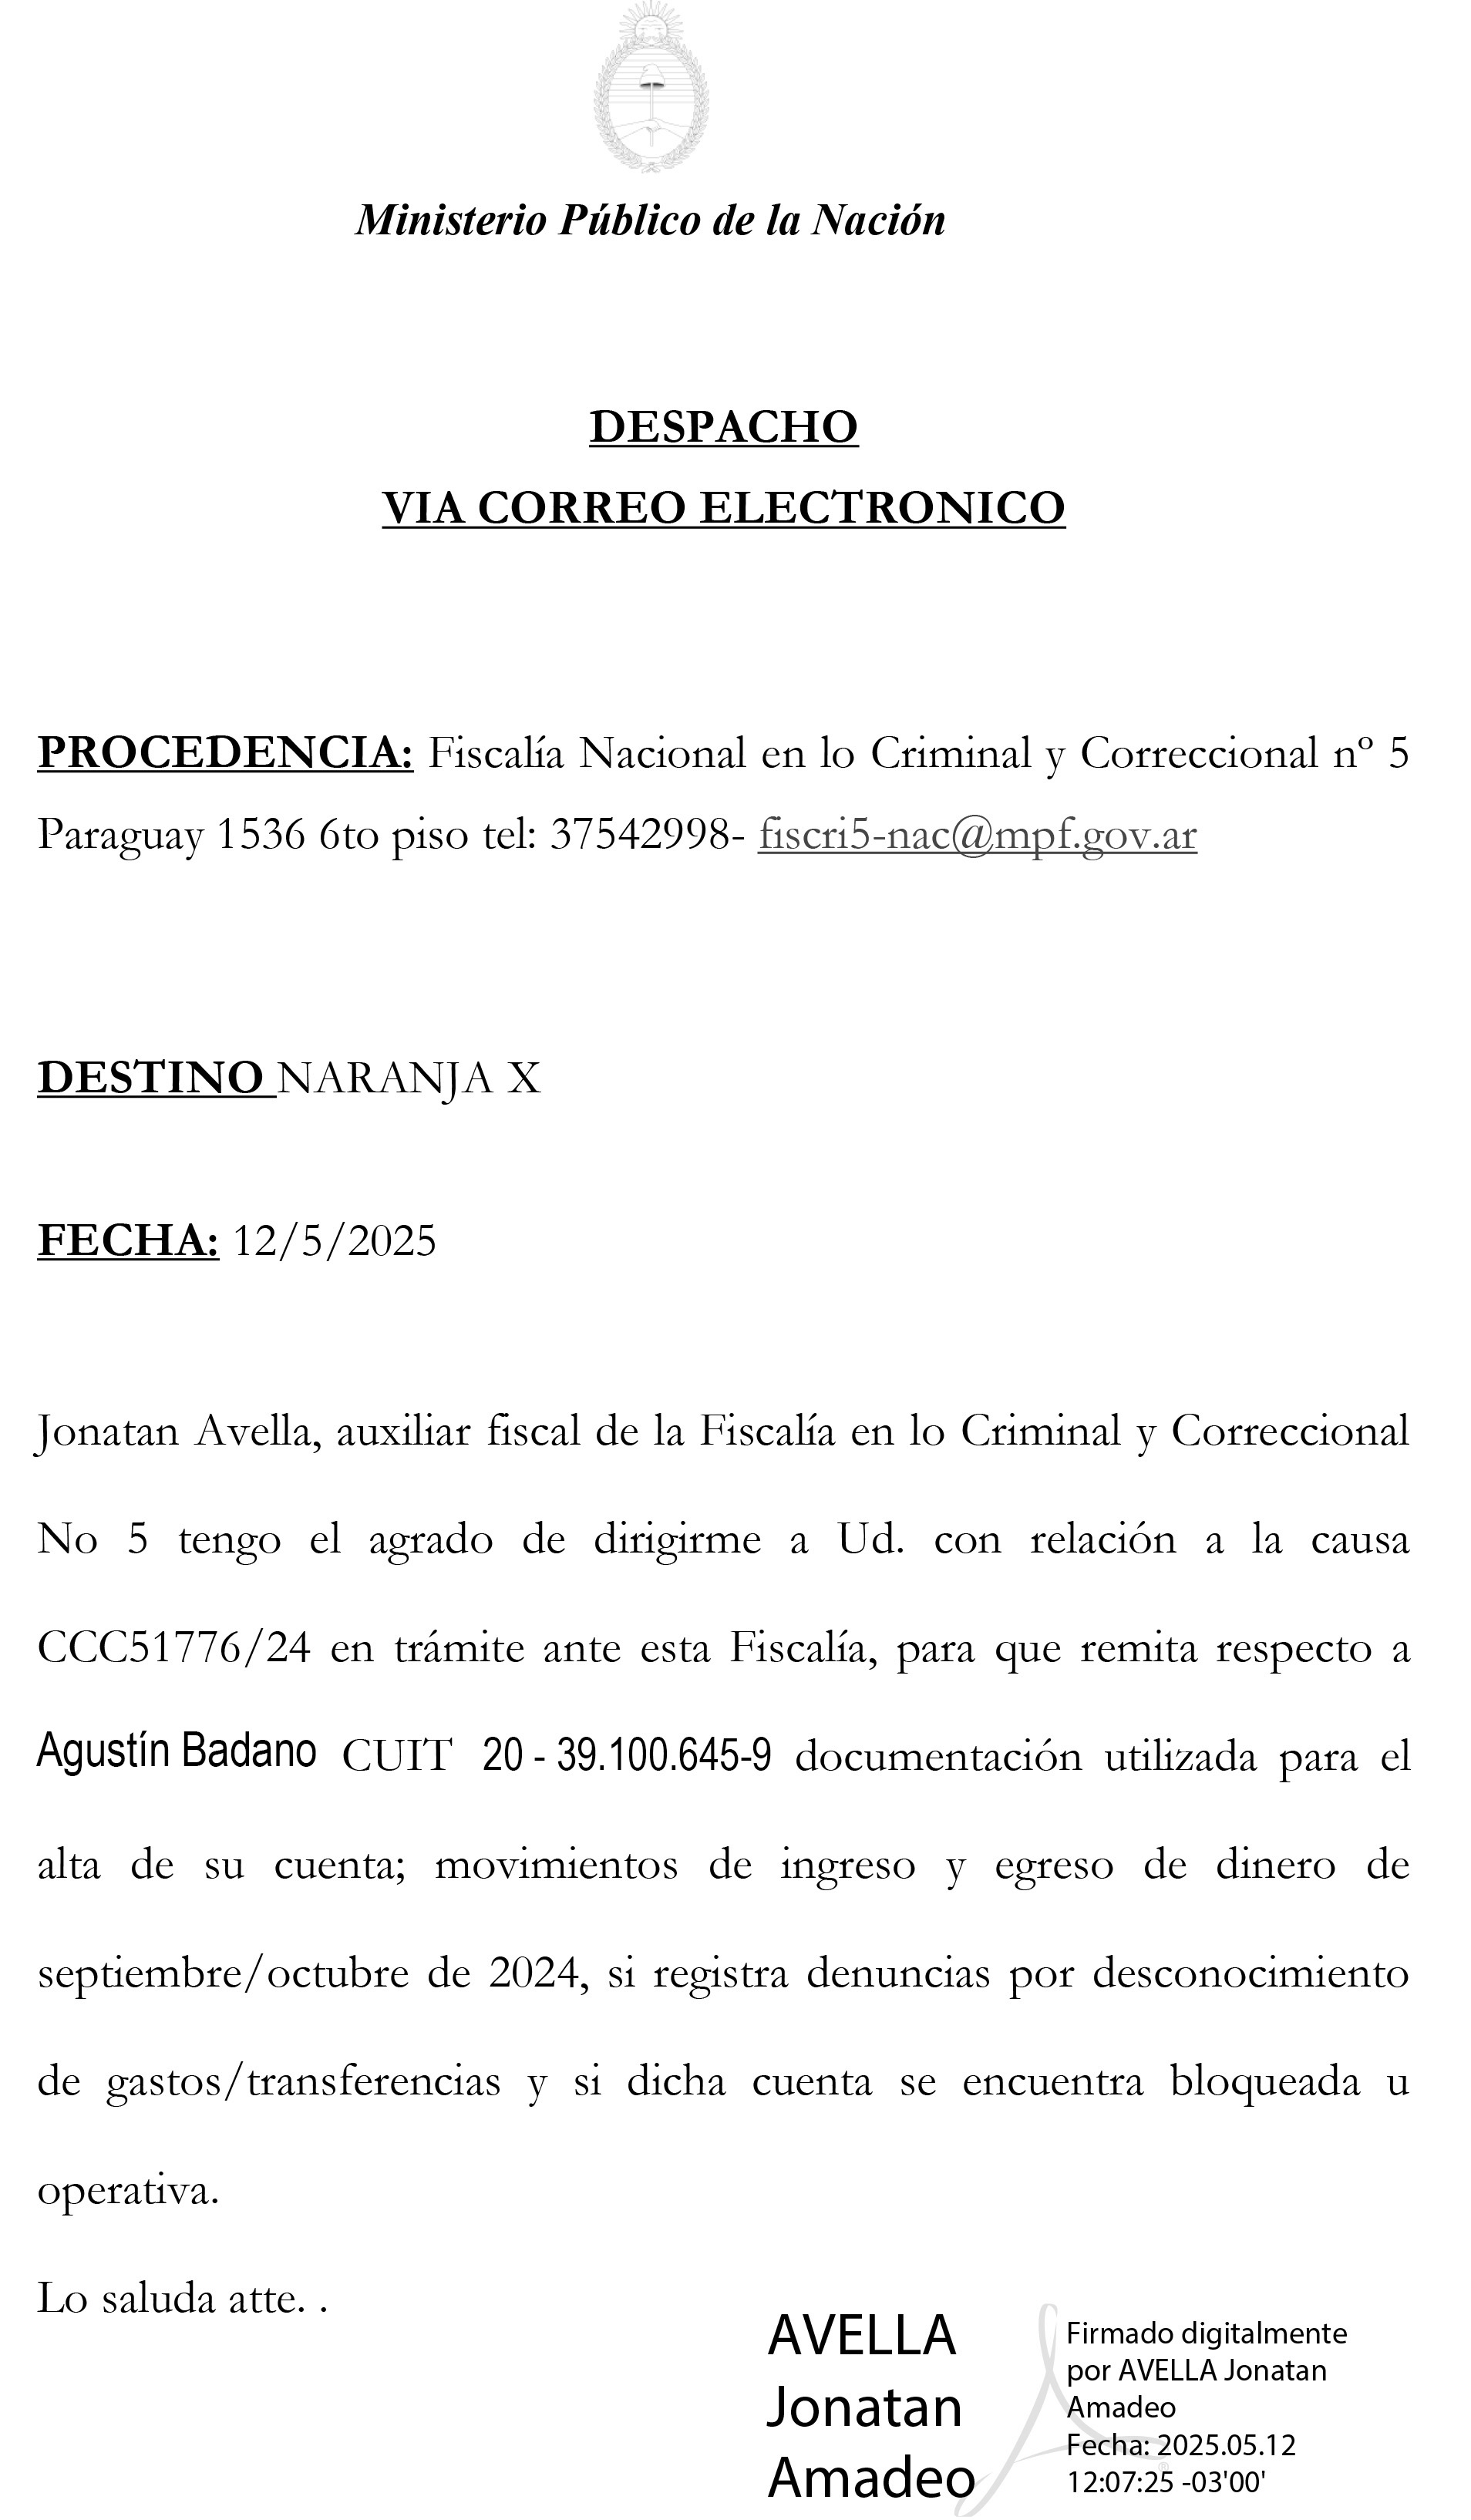 Ministerio Público de la Nación
DESPACHO
VIA CORREO ELECTRONICO
PROCEDENCIA: Fiscalía Nacional en lo Criminal y Correccional nº 5
Paraguay 1536 6to piso tel: 37542998- fiscri5-nac@mpf.gov.ar
DESTINO NARANJA X
FECHA: 12/5/2025
Jonatan Avella, auxiliar fiscal de la Fiscalía en lo Criminal y Correccional
No 5 tengo el agrado de dirigirme a Ud. con relación a la causa
CCC51776/24 en trámite ante esta Fiscalía, para que remita respecto a
Agustín Badano CUIT 20 - 39.100.645-9 documentación utilizada para el
alta de su cuenta; movimientos de ingreso y egreso de dinero de
septiembre/octubre de 2024, si registra denuncias por desconocimiento
de gastos/transferencias y si dicha cuenta se encuentra bloqueada u
operativa.
Lo saluda atte. .
AVELLA
Jonatan
Amadeo
Firmado digitalmente
por AVELLA Jonatan
Amadeo
Fecha: 2025.05.12
12:07:25 -03'00'